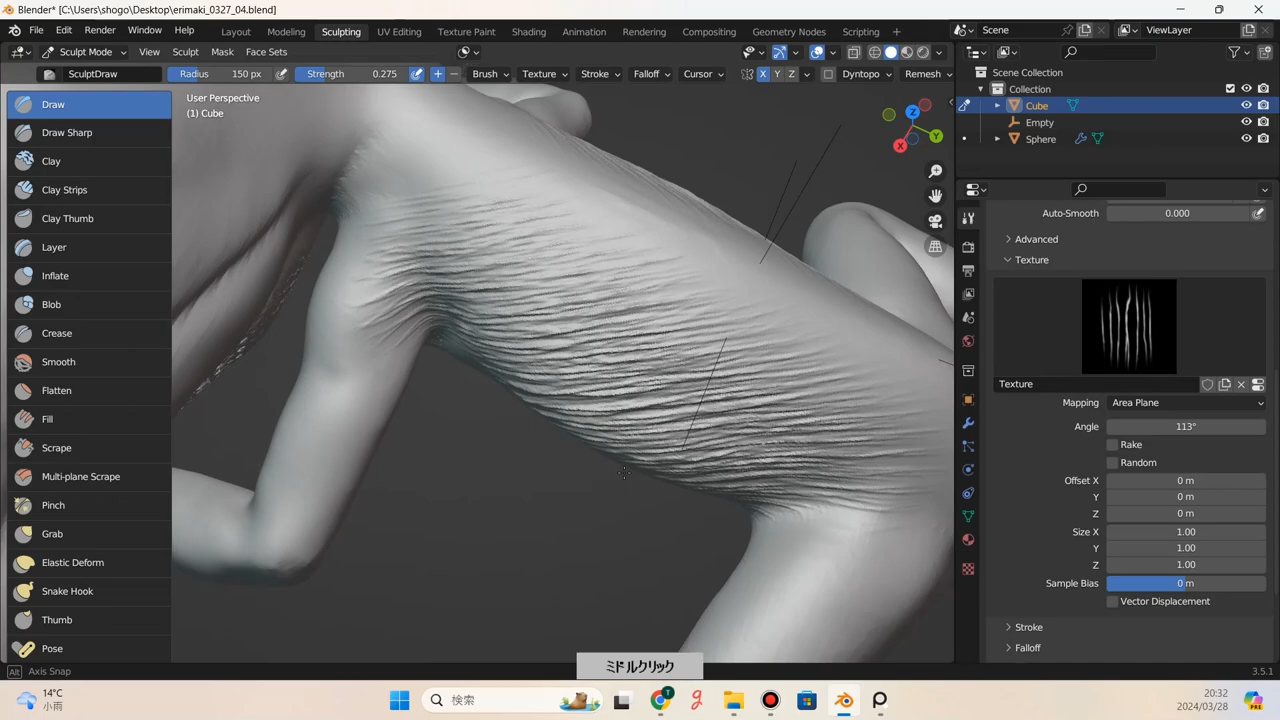 Blender* [C:\Users\shogo\Desktop\erimaki_0327_04.blend]
File Edit Render Window Help Layout Modeling Sculpting UV Editing Texture Paint Shading Animation Rendering Compositing Geometry Nodes Scripting + Scene ViewLayer
Sculpt Mode View Sculpt Mask Face Sets
SculptDraw Radius 150 px Strength 0.275 + − Brush Texture Stroke Falloff Cursor X Y Z Dyntopo Remesh
User Perspective
(1) Cube
Draw
Draw Sharp
Clay
Clay Strips
Clay Thumb
Layer
Inflate
Blob
Crease
Smooth
Flatten
Fill
Scrape
Multi-plane Scrape
Pinch
Grab
Elastic Deform
Snake Hook
Thumb
Pose
Z
Y
X
Scene Collection
Collection
Cube
Empty
Sphere
Auto-Smooth 0.000
Advanced
Texture
Texture
Mapping Area Plane
Angle 113°
Rake
Random
Offset X 0 m
Y 0 m
Z 0 m
Size X 1.00
Y 1.00
Z 1.00
Sample Bias 0 m
Vector Displacement
Stroke
Falloff
ミドルクリック
Alt Axis Snap 3.5.1
14°C
小雨
検索
20:32
2024/03/28